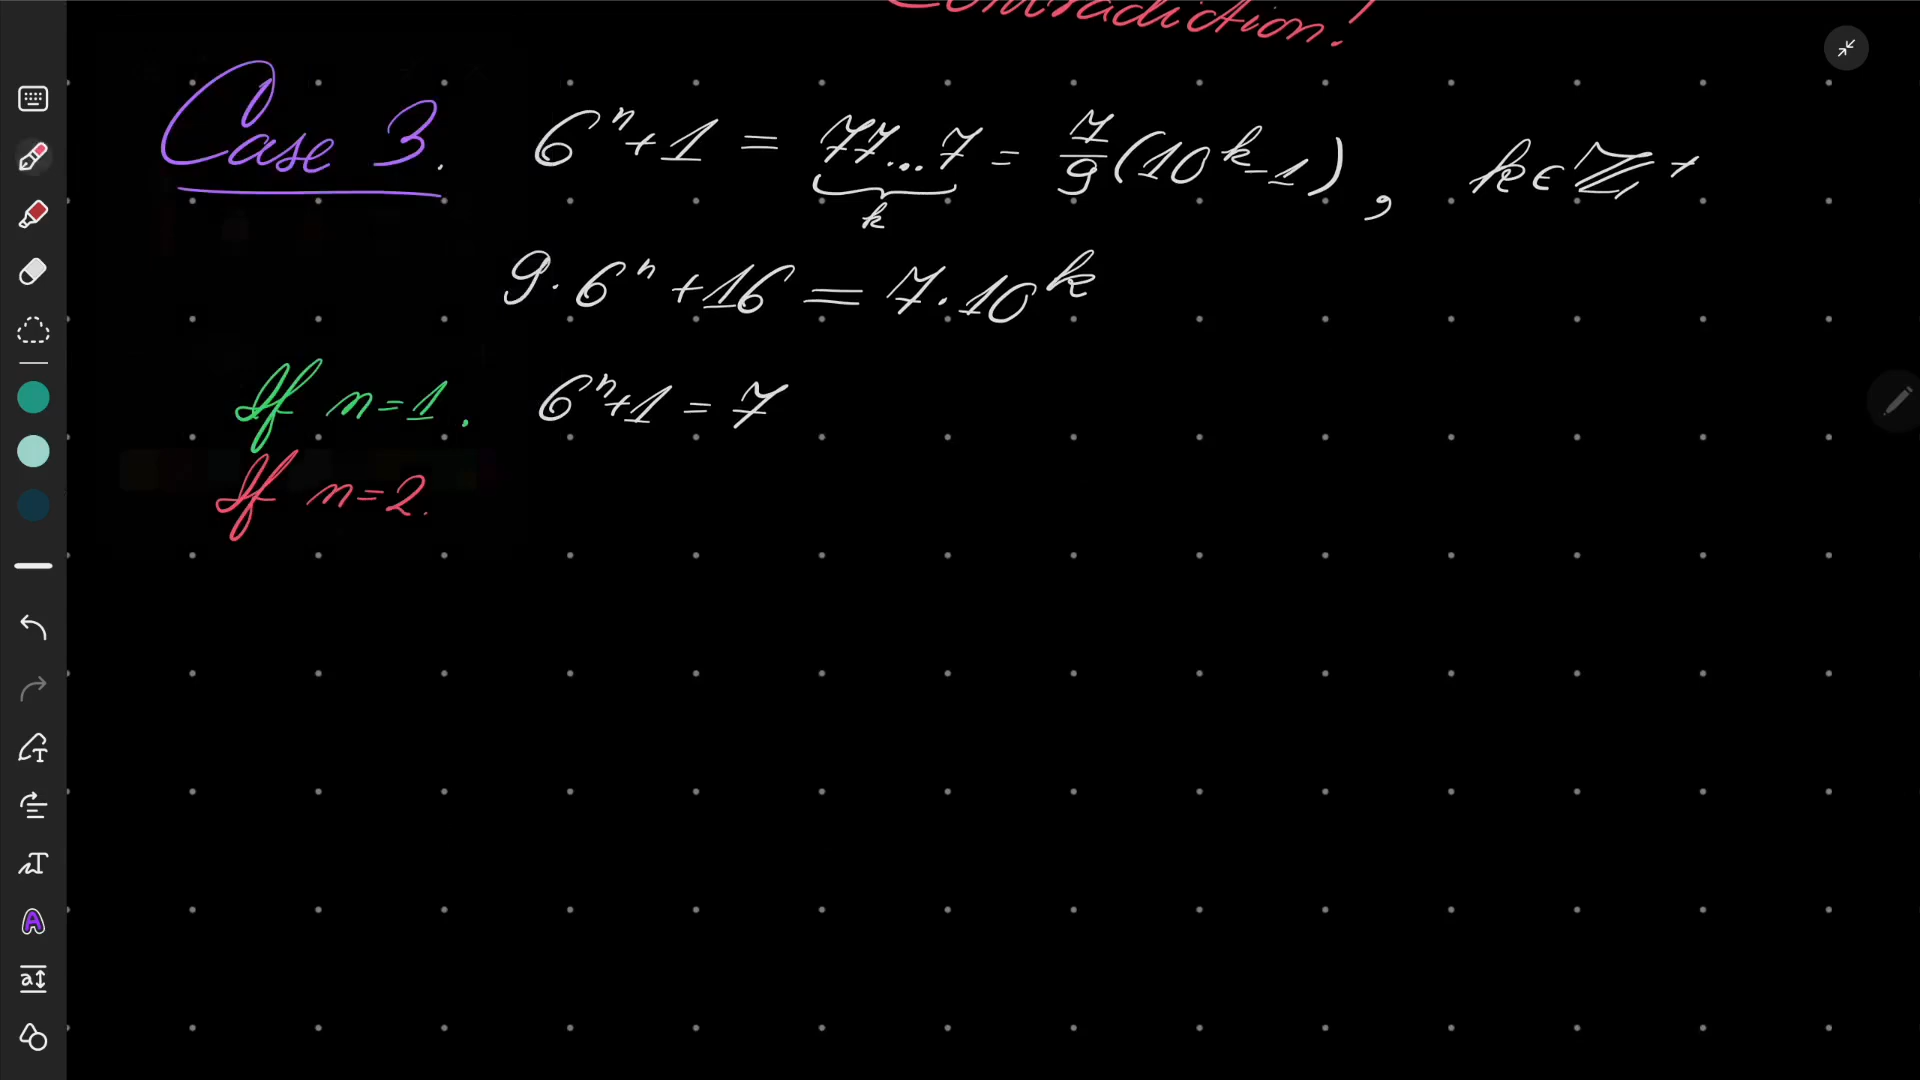 Contradiction!
Case 3. 6ⁿ+1 = 77...7 = 7/9(10ᵏ-1), k∈ℤ⁺
k
9·6ⁿ+16 = 7·10ᵏ
If n=1. 6ⁿ+1 = 7
If n=2.